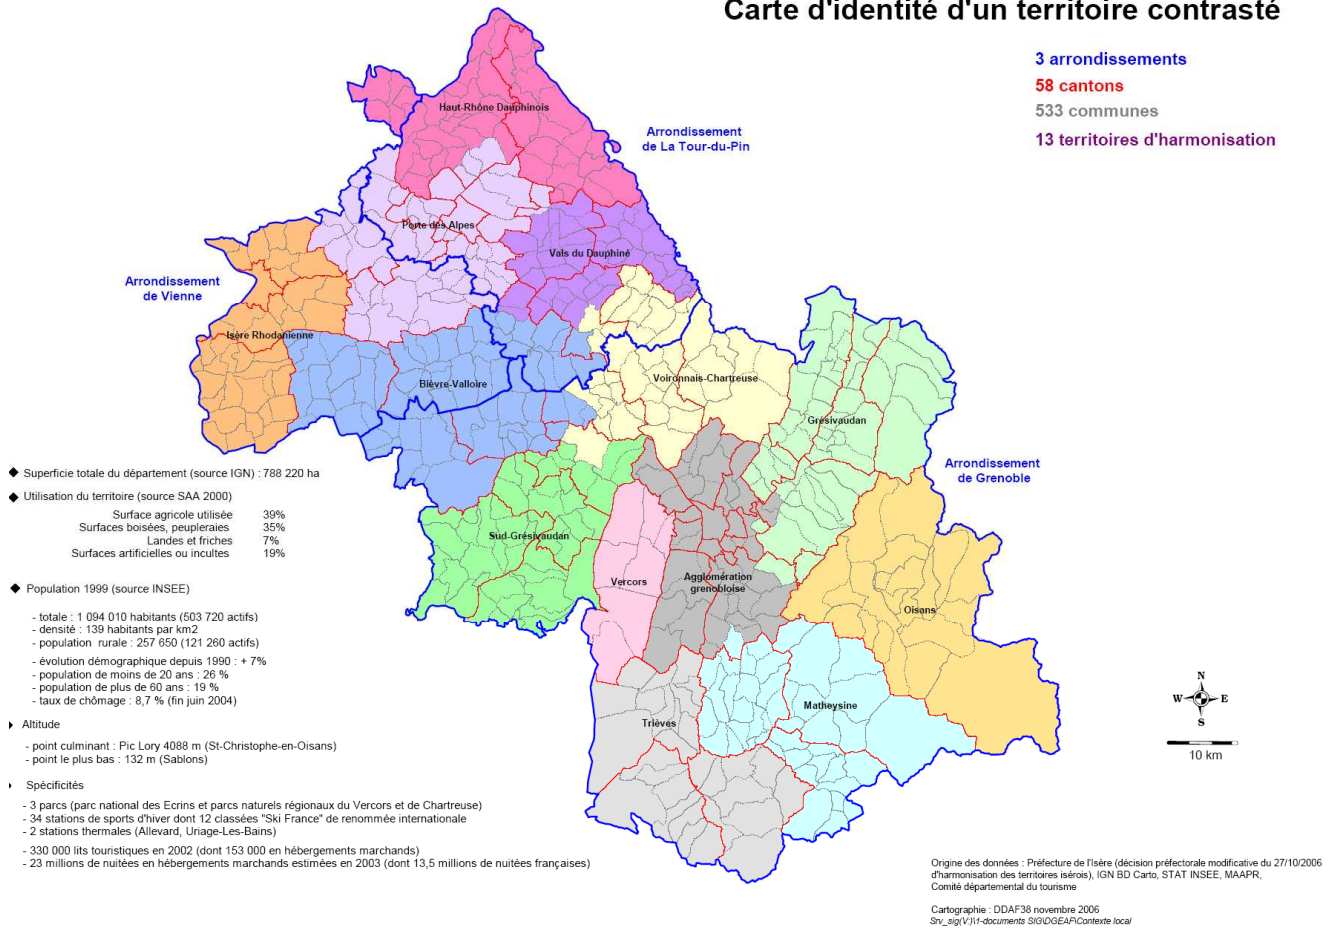 Carte d'identité d'un territoire contrasté
3 arrondissements
58 cantons
533 communes
13 territoires d'harmonisation
Haut-Rhône Dauphinois
Arrondissement
de La Tour-du-Pin
Porte des Alpes
Vals du Dauphiné
Arrondissement
de Vienne
Isère Rhodanienne
Bièvre-Valloire
Voironnais-Chartreuse
Grésivaudan
Arrondissement
de Grenoble
Sud-Grésivaudan
Vercors
Agglomération
grenobloise
Oisans
Matheysine
Trièves
◆ Superficie totale du département (source IGN) : 788 220 ha
◆ Utilisation du territoire (source SAA 2000)
Surface agricole utilisée 39%
Surfaces boisées, peupleraies 35%
Landes et friches 7%
Surfaces artificielles ou incultes 19%
◆ Population 1999 (source INSEE)
- totale : 1 094 010 habitants (503 720 actifs)
- densité : 139 habitants par km2
- population rurale : 257 650 (121 260 actifs)
- évolution démographique depuis 1990 : + 7%
- population de moins de 20 ans : 26 %
- population de plus de 60 ans : 19 %
- taux de chômage : 8,7 % (fin juin 2004)
Altitude
- point culminant : Pic Lory 4088 m (St-Christophe-en-Oisans)
- point le plus bas : 132 m (Sablons)
Spécificités
- 3 parcs (parc national des Ecrins et parcs naturels régionaux du Vercors et de Chartreuse)
- 34 stations de sports d'hiver dont 12 classées "Ski France" de renommée internationale
- 2 stations thermales (Allevard, Uriage-Les-Bains)
- 330 000 lits touristiques en 2002 (dont 153 000 en hébergements marchands)
- 23 millions de nuitées en hébergements marchands estimées en 2003 (dont 13,5 millions de nuitées françaises)
N
W E
S
10 km
Origine des données : Préfecture de l'Isère (décision préfectorale modificative du 27/10/2006
d'harmonisation des territoires isérois), IGN BD Carto, STAT INSEE, MAAPR,
Comité départemental du tourisme
Cartographie : DDAF38 novembre 2006
Srv_sig(V:)\1-documents SIG\DGEAF\Contexte local